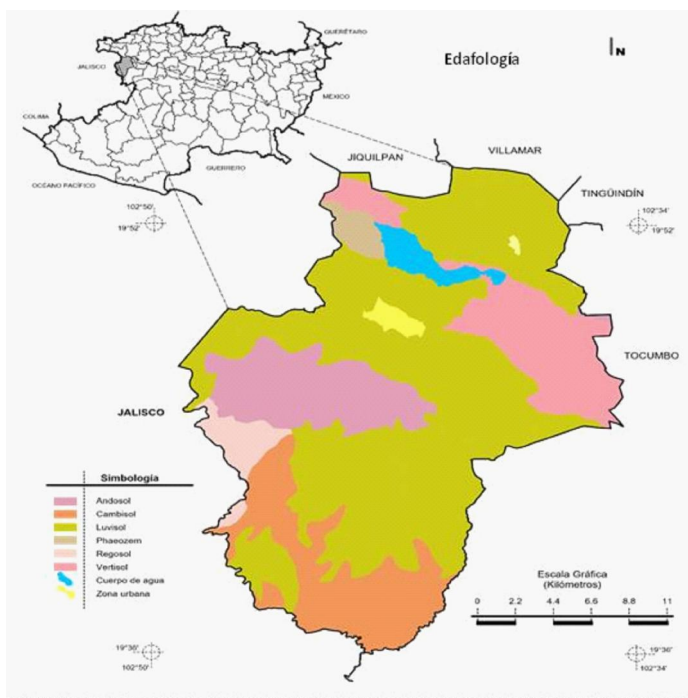 Edafología
N
QUERÉTARO
JALISCO
MÉXICO
COLIMA
GUERRERO
OCÉANO PACÍFICO
JIQUILPAN
VILLAMAR
TINGÜINDÍN
102°50'
19°52'
102°34'
19°52'
TOCUMBO
JALISCO
Simbología
Andosol
Cambisol
Luvisol
Phaeozem
Regosol
Vertisol
Cuerpo de agua
Zona urbana
Escala Gráfica
(Kilómetros)
0 2.2 4.4 6.6 8.8 11
19°36'
102°50'
19°36'
102°34'